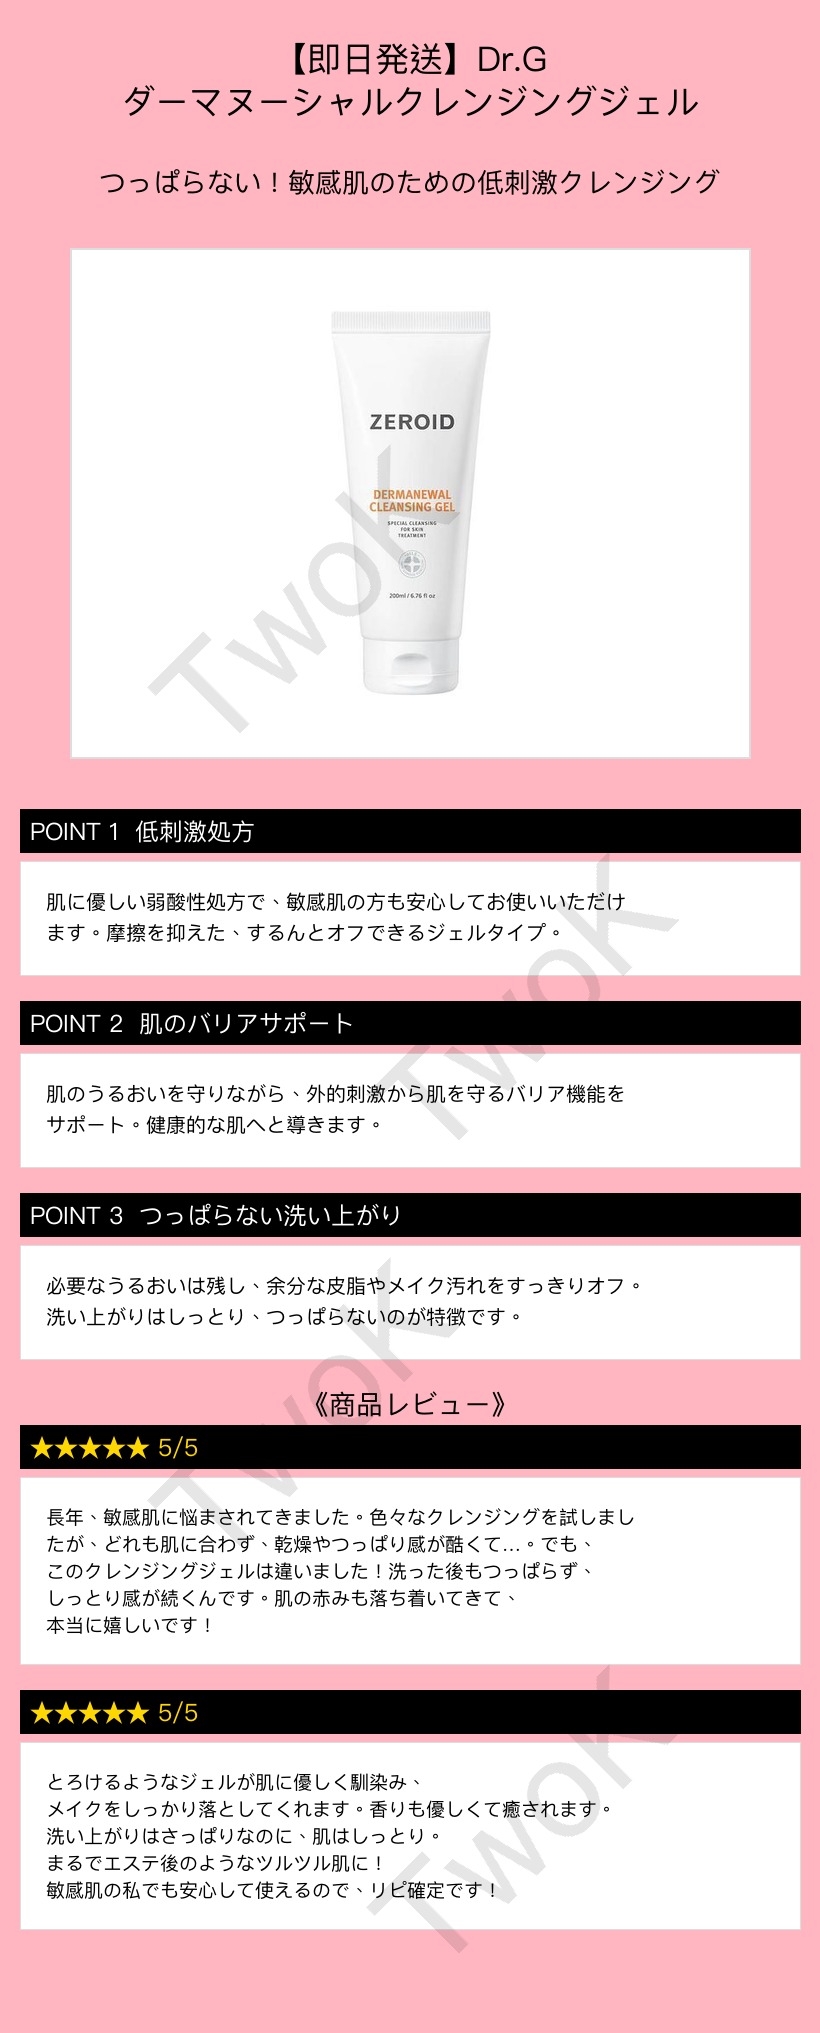 【即日発送】Dr.G
ダーマヌーシャルクレンジングジェル
つっぱらない！敏感肌のための低刺激クレンジング
ZEROID
DERMANEWAL
CLEANSING GEL
SPECIAL CLEANSING
FOR SKIN
TREATMENT
200ml / 6.76 fl oz
TwoK
POINT 1 低刺激処方
肌に優しい弱酸性処方で、敏感肌の方も安心してお使いいただけ
ます。摩擦を抑えた、するんとオフできるジェルタイプ。
TwoK
POINT 2 肌のバリアサポート
肌のうるおいを守りながら、外的刺激から肌を守るバリア機能を
サポート。健康的な肌へと導きます。
POINT 3 つっぱらない洗い上がり
必要なうるおいは残し、余分な皮脂やメイク汚れをすっきりオフ。
洗い上がりはしっとり、つっぱらないのが特徴です。
TwoK
《商品レビュー》
★★★★★ 5/5
長年、敏感肌に悩まされてきました。色々なクレンジングを試しまし
たが、どれも肌に合わず、乾燥やつっぱり感が酷くて...。でも、
このクレンジングジェルは違いました！洗った後もつっぱらず、
しっとり感が続くんです。肌の赤みも落ち着いてきて、
本当に嬉しいです！
★★★★★ 5/5
とろけるようなジェルが肌に優しく馴染み、
メイクをしっかり落としてくれます。香りも優しくて癒されます。
洗い上がりはさっぱりなのに、肌はしっとり。
まるでエステ後のようなツルツル肌に！
敏感肌の私でも安心して使えるので、リピ確定です！
TwoK